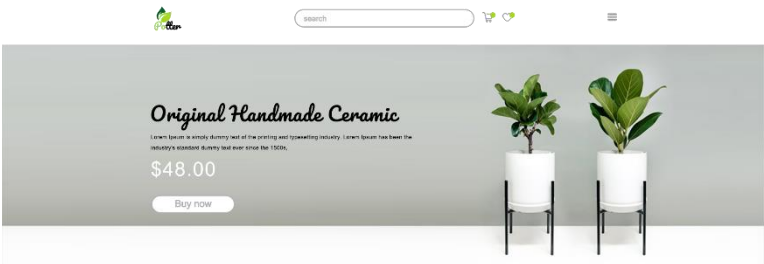 Potter
search
Original Handmade Ceramic
Lorem Ipsum is simply dummy text of the printing and typesetting industry. Lorem Ipsum has been the
industry's standard dummy text ever since the 1500s,
$48.00
Buy now